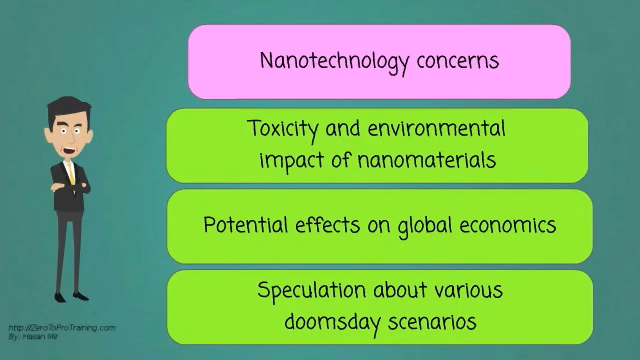 Nanotechnology concerns
Toxicity and environmental
impact of nanomaterials
Potential effects on global economics
Speculation about various
doomsday scenarios
http://ZeroToProTraining.com
By: Hasan Mir